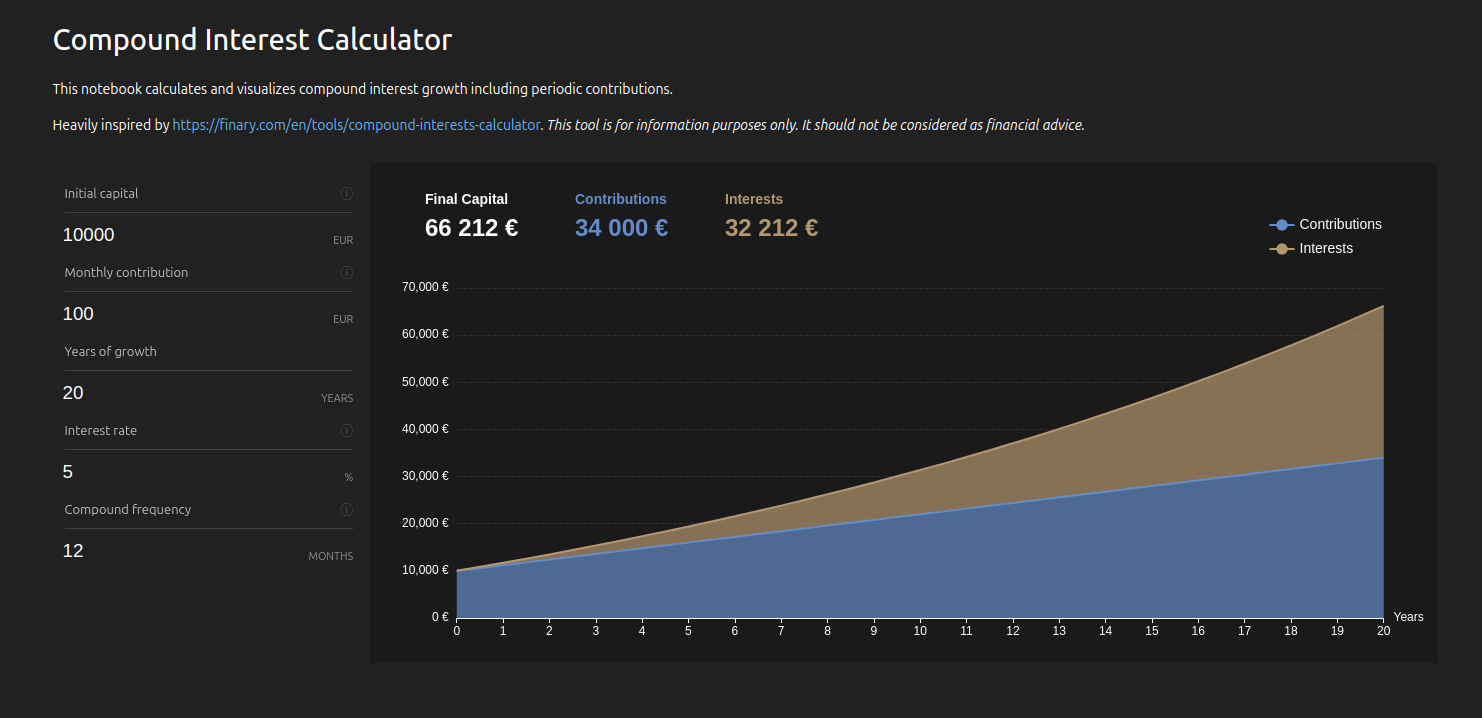 Compound Interest Calculator
This notebook calculates and visualizes compound interest growth including periodic contributions.
Heavily inspired by https://finary.com/en/tools/compound-interests-calculator. This tool is for information purposes only. It should not be considered as financial advice.
Initial capital
10000 EUR
Monthly contribution
100 EUR
Years of growth
20 YEARS
Interest rate
5 %
Compound frequency
12 MONTHS
Final Capital Contributions Interests
66 212 € 34 000 € 32 212 €
Contributions
Interests
70,000 €
60,000 €
50,000 €
40,000 €
30,000 €
20,000 €
10,000 €
0 €
0 1 2 3 4 5 6 7 8 9 10 11 12 13 14 15 16 17 18 19 20
Years